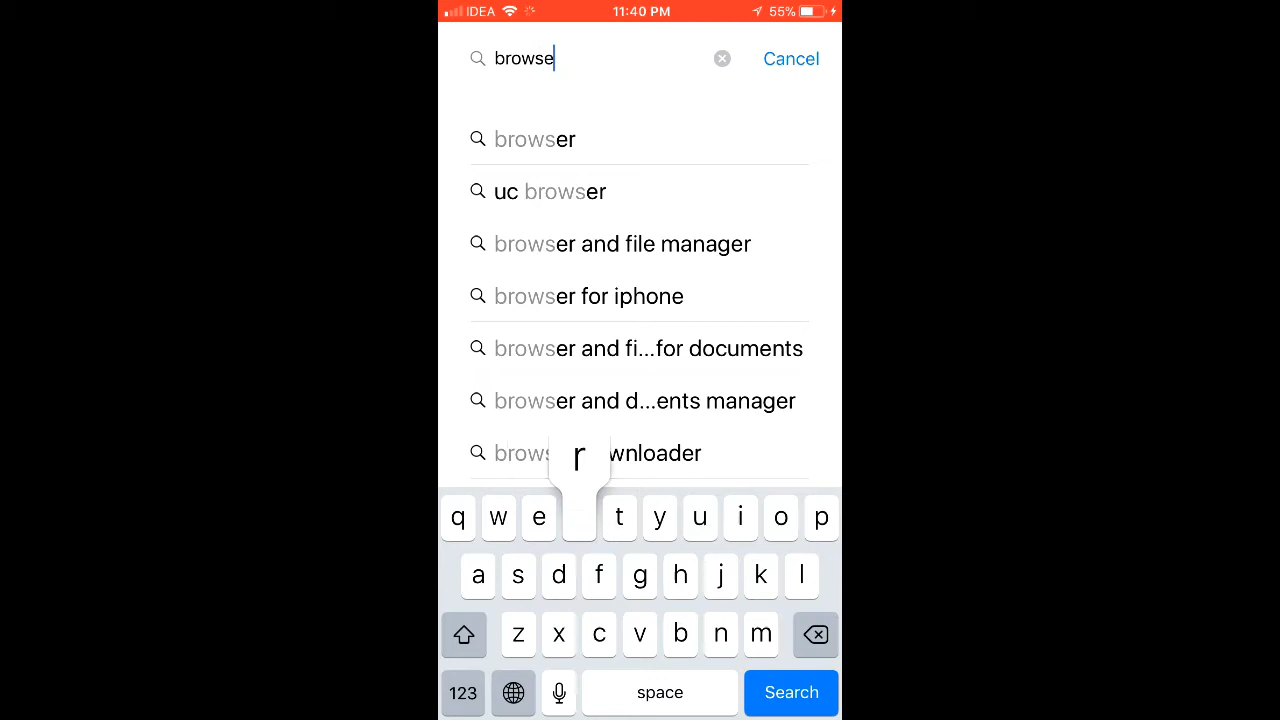 IDEA 11:40 PM 55%
browse Cancel
browser
uc browser
browser and file manager
browser for iphone
browser and fi...for documents
browser and d...ents manager
brows wnloader
r
q w e t y u i o p
a s d f g h j k l
z x c v b n m
123 space Search